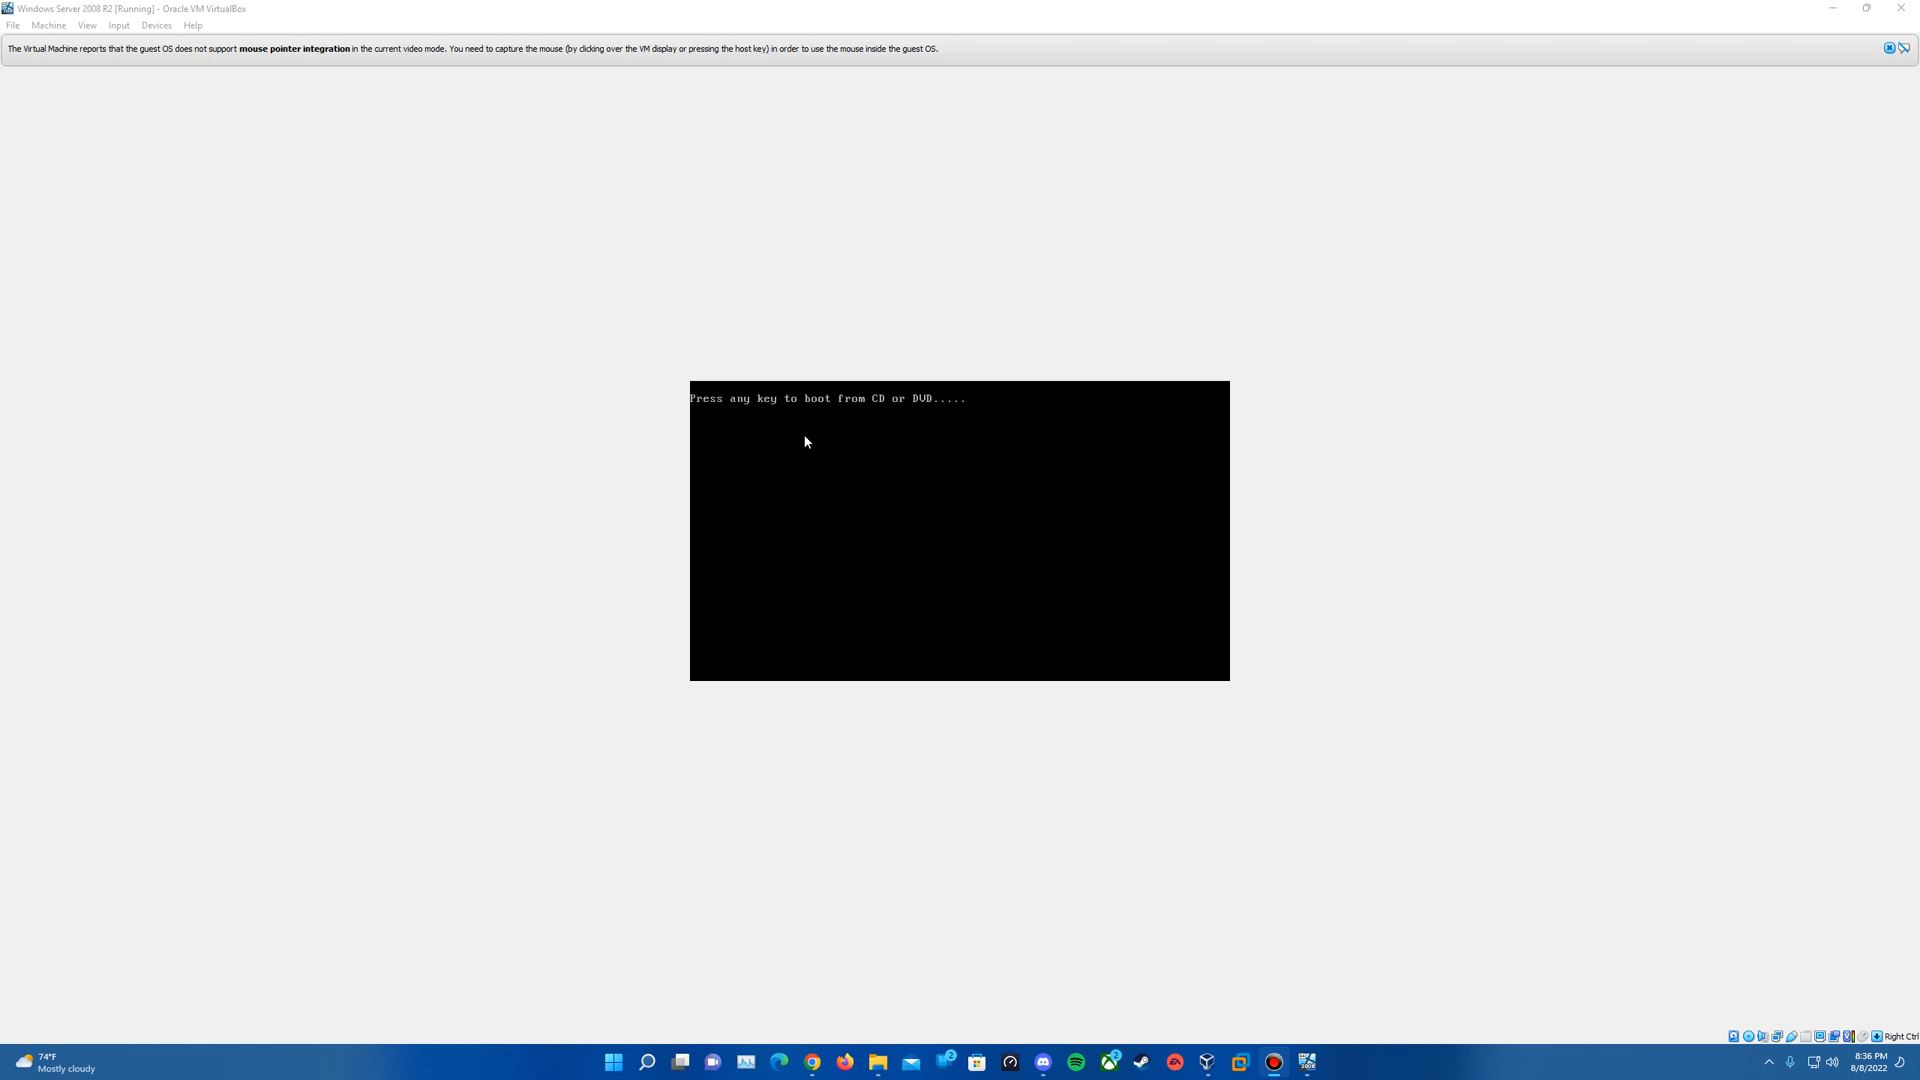 Windows Server 2008 R2 [Running] - Oracle VM VirtualBox
File Machine View Input Devices Help
The Virtual Machine reports that the guest OS does not support mouse pointer integration in the current video mode. You need to capture the mouse (by clicking over the VM display or pressing the host key) in order to use the mouse inside the guest OS.
Press any key to boot from CD or DVD.....
Right Ctrl
74°F
Mostly cloudy
2
2
EA
2008
8:36 PM
8/8/2022